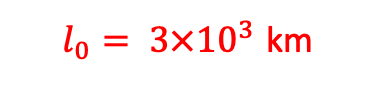 l₀ = 3×10³ km